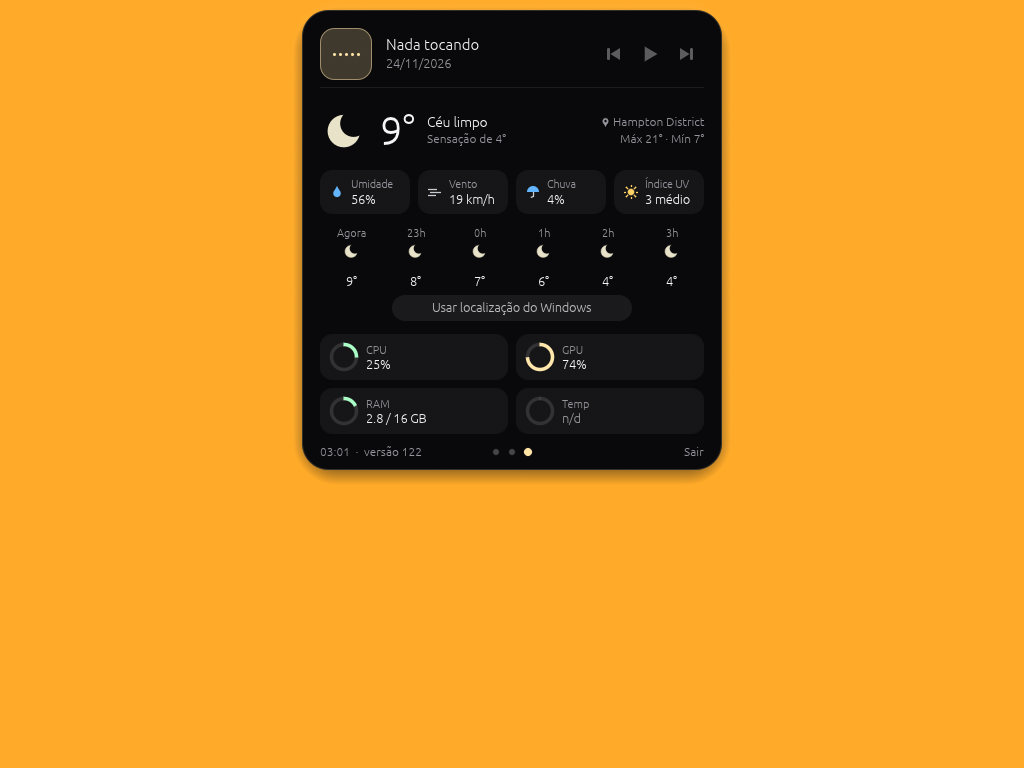 Nada tocando
24/11/2026
9° Céu limpo
Sensação de 4°
Hampton District
Máx 21° · Mín 7°
Umidade
56%
Vento
19 km/h
Chuva
4%
Índice UV
3 médio
Agora 23h 0h 1h 2h 3h
9° 8° 7° 6° 4° 4°
Usar localização do Windows
CPU
25%
GPU
74%
RAM
2.8 / 16 GB
Temp
n/d
03:01 · versão 122 Sair